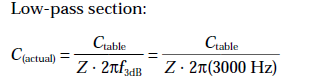 Low-pass section:
C(actual) = Ctable / Z · 2πf3dB = Ctable / Z · 2π(3000 Hz)